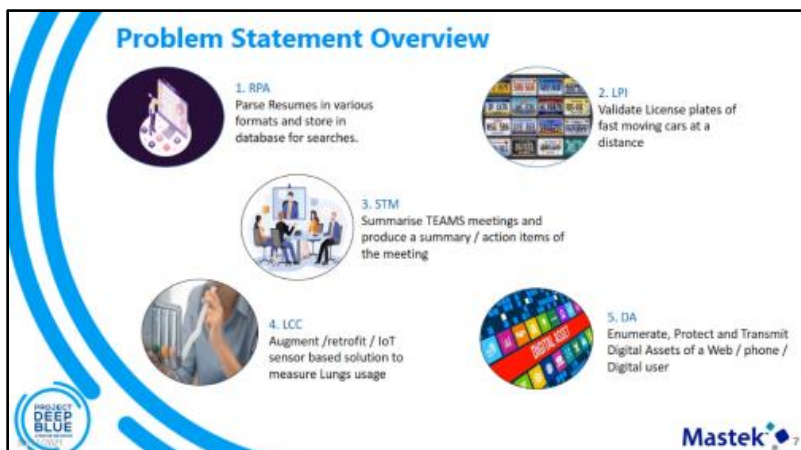 Problem Statement Overview
1. RPA
Parse Resumes in various
formats and store in
database for searches.
2. LPI
Validate License plates of
fast moving cars at a
distance
3. STM
Summarise TEAMS meetings and
produce a summary / action items of
the meeting
4. LCC
Augment /retrofit / IoT
sensor based solution to
measure Lungs usage
5. DA
Enumerate, Protect and Transmit
Digital Assets of a Web / phone /
Digital user
DIGITAL ASSET
PROJECT
DEEP
BLUE
Mastek
7